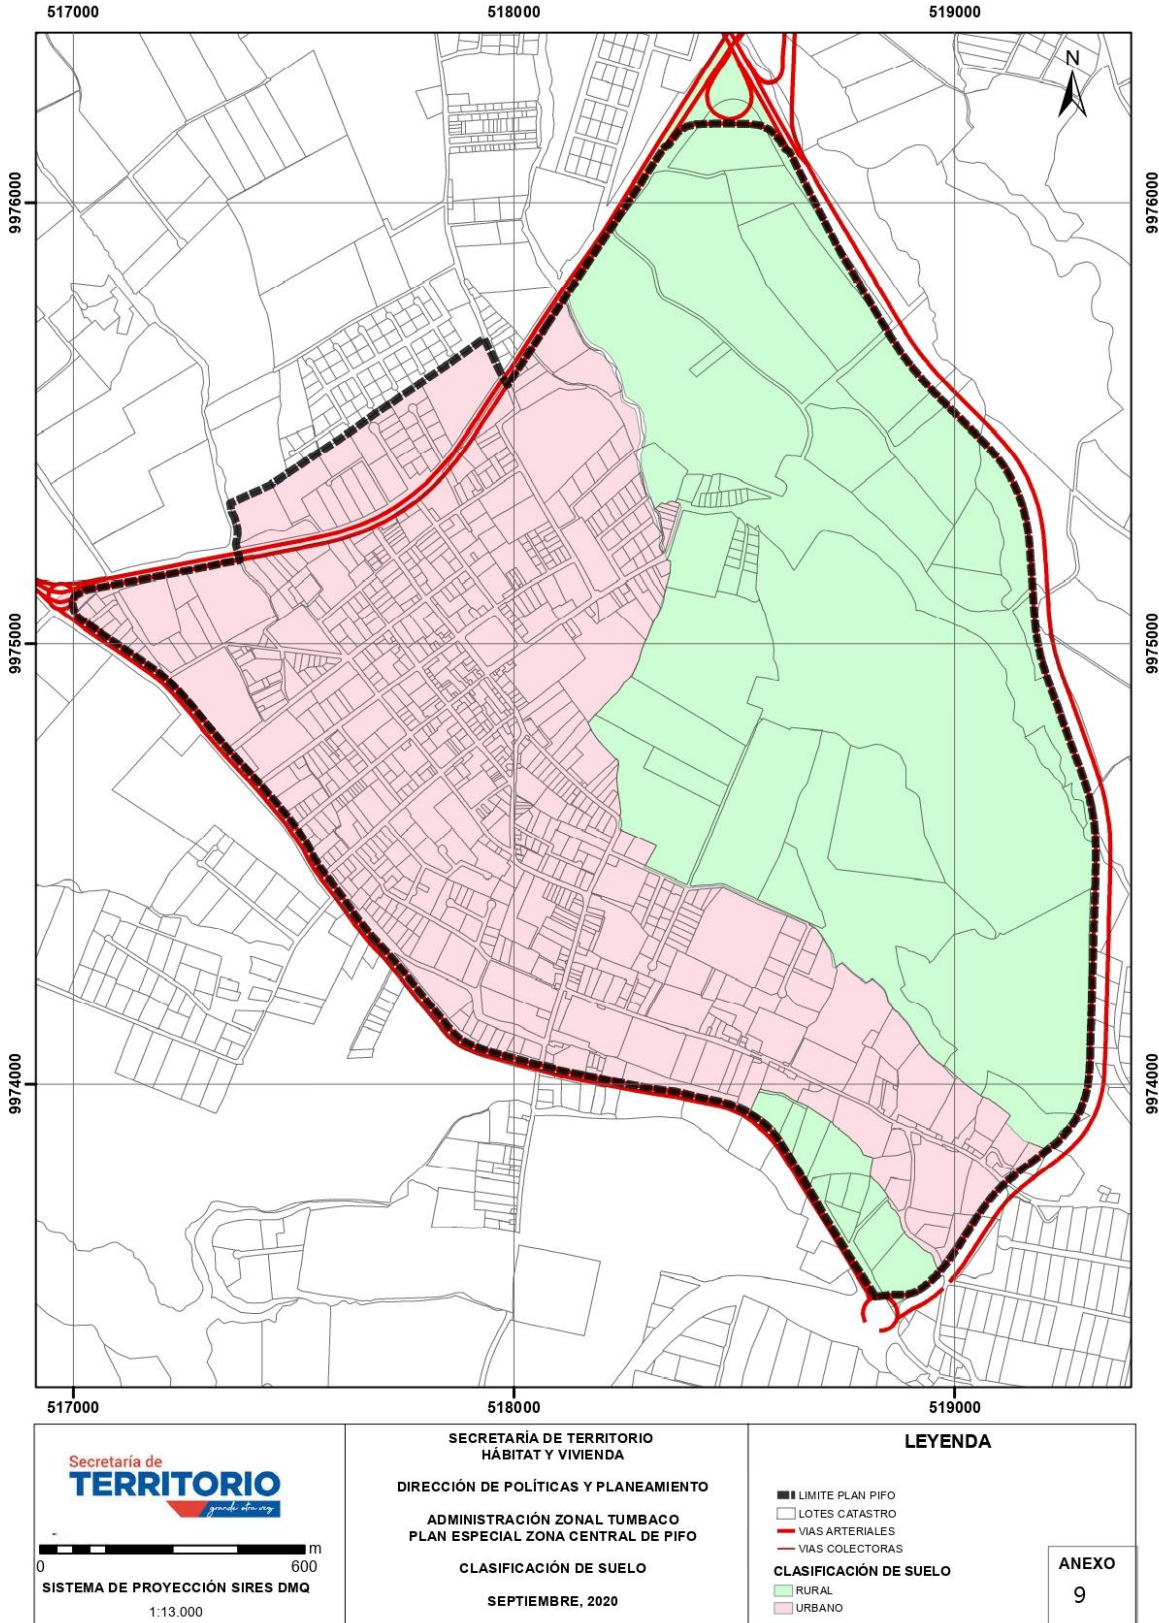 517000 518000 519000
N
9976000 9976000
9975000 9975000
9974000 9974000
517000 518000 519000
Secretaría de
TERRITORIO
grande otra vez
0 600 m
SISTEMA DE PROYECCIÓN SIRES DMQ
1:13.000
SECRETARÍA DE TERRITORIO
HÁBITAT Y VIVIENDA
DIRECCIÓN DE POLÍTICAS Y PLANEAMIENTO
ADMINISTRACIÓN ZONAL TUMBACO
PLAN ESPECIAL ZONA CENTRAL DE PIFO
CLASIFICACIÓN DE SUELO
SEPTIEMBRE, 2020
LEYENDA
LIMITE PLAN PIFO
LOTES CATASTRO
VIAS ARTERIALES
VIAS COLECTORAS
CLASIFICACIÓN DE SUELO
RURAL
URBANO
ANEXO
9